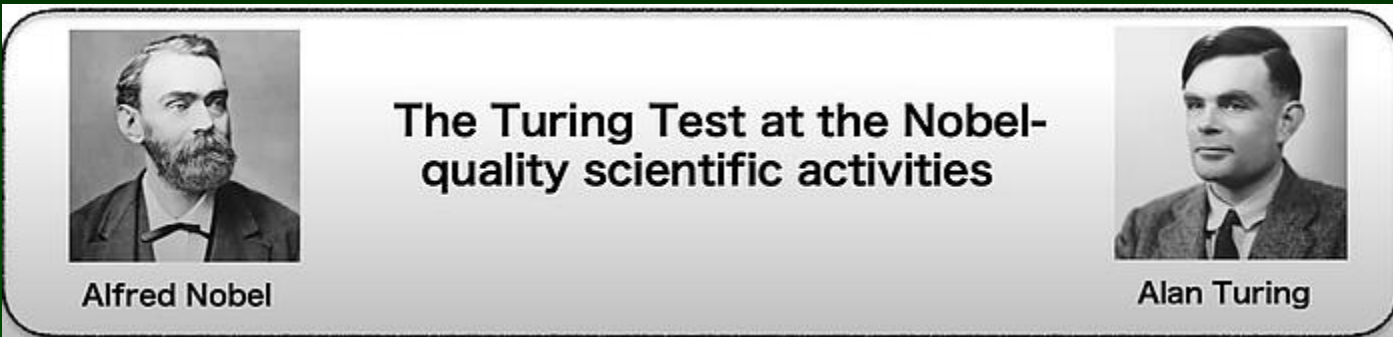 The Turing Test at the Nobel-
quality scientific activities
Alfred Nobel
Alan Turing